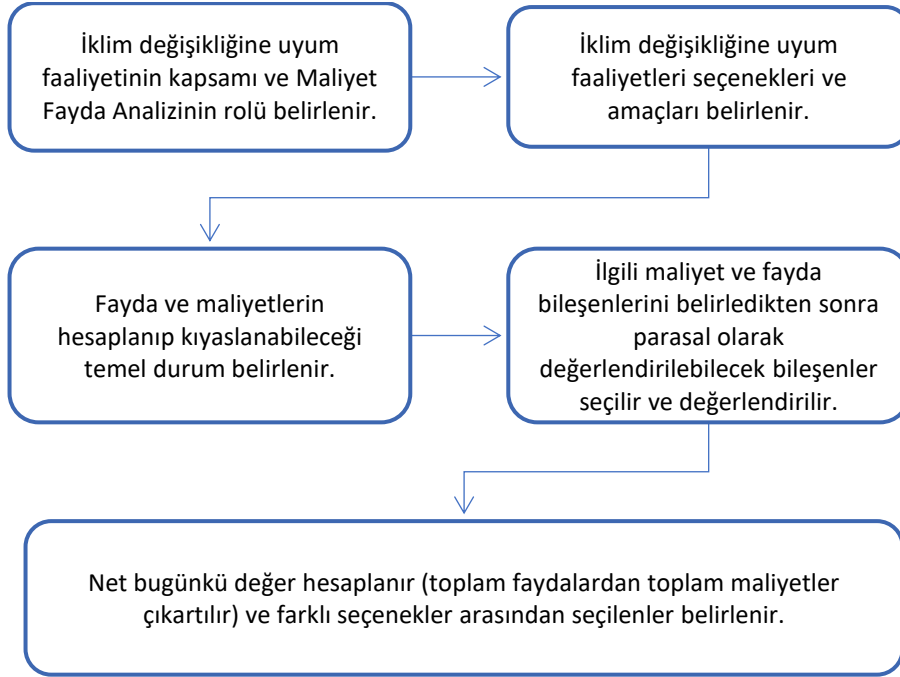 İklim değişikliğine uyum
faaliyetinin kapsamı ve Maliyet
Fayda Analizinin rolü belirlenir.
İklim değişikliğine uyum
faaliyetleri seçenekleri ve
amaçları belirlenir.
Fayda ve maliyetlerin
hesaplanıp kıyaslanabileceği
temel durum belirlenir.
İlgili maliyet ve fayda
bileşenlerini belirledikten sonra
parasal olarak
değerlendirilebilecek bileşenler
seçilir ve değerlendirilir.
Net bugünkü değer hesaplanır (toplam faydalardan toplam maliyetler
çıkartılır) ve farklı seçenekler arasından seçilenler belirlenir.